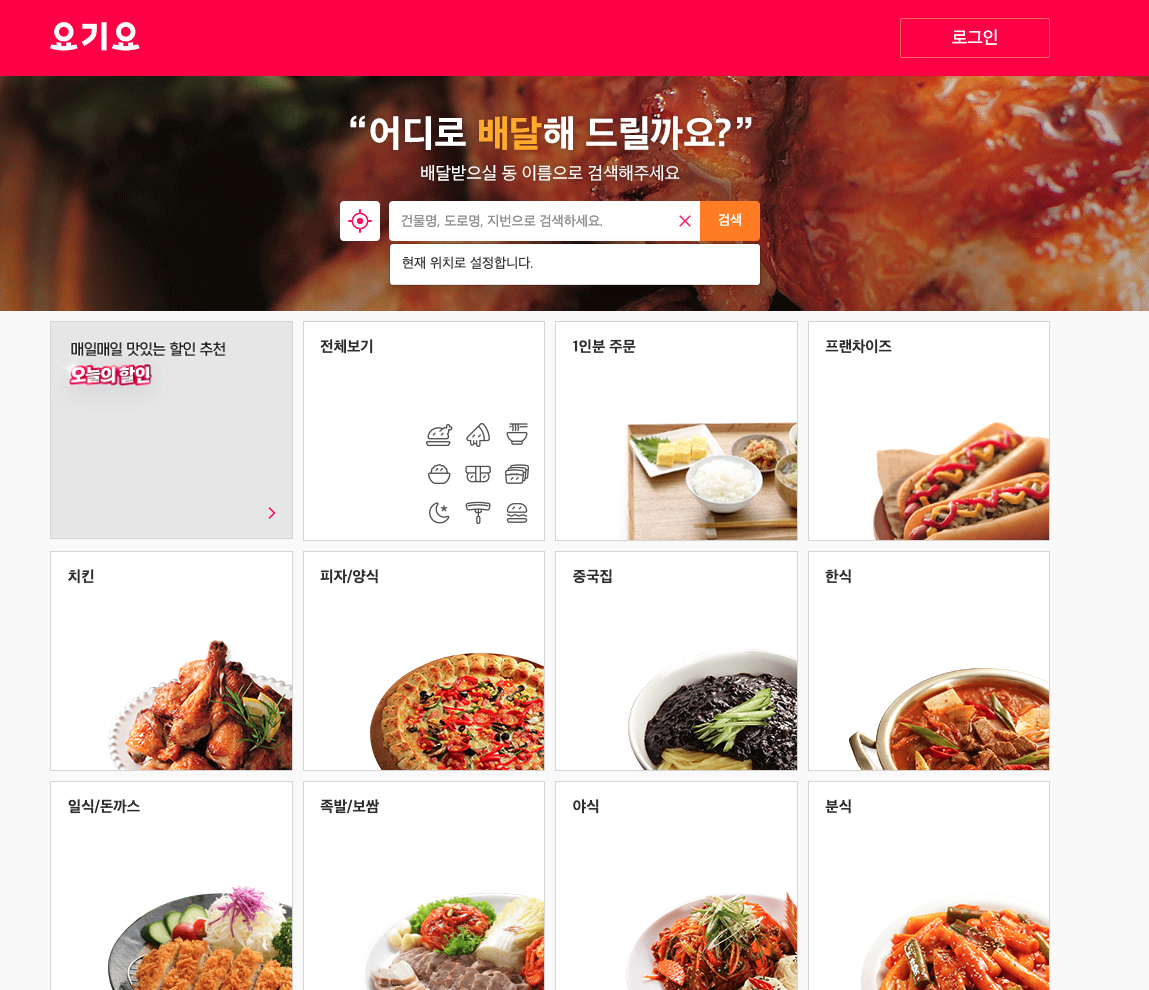 요기요
로그인
“어디로 배달해 드릴까요?”
배달받으실 동 이름으로 검색해주세요
건물명, 도로명, 지번으로 검색하세요.
검색
현재 위치로 설정합니다.
매일매일 맛있는 할인 추천
오늘의 할인
전체보기
1인분 주문
프랜차이즈
치킨
피자/양식
중국집
한식
일식/돈까스
족발/보쌈
야식
분식